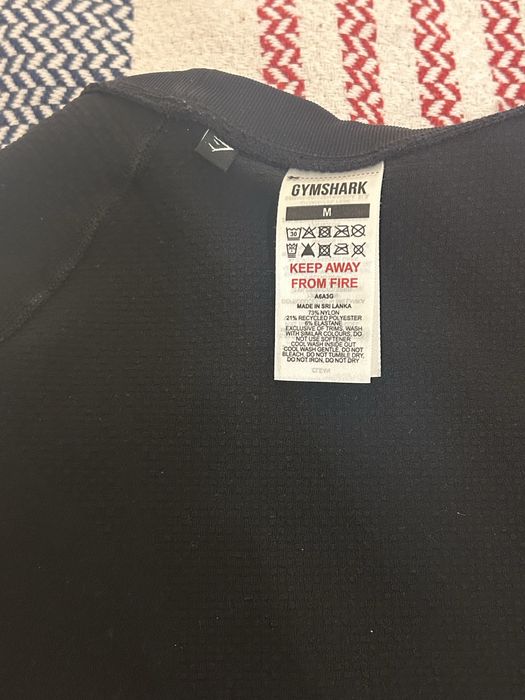 GYMSHARK
M
30
KEEP AWAY
FROM FIRE
A6A3G
MADE IN SRI LANKA
73% NYLON
21% RECYCLED POLYESTER
6% ELASTANE
EXCLUSIVE OF TRIMS, WASH
WITH SIMILAR COLOURS, DO
NOT USE SOFTENER
COOL WASH INSIDE OUT
COOL WASH GENTLE, DO NOT
BLEACH, DO NOT TUMBLE DRY,
DO NOT IRON, DO NOT DRY